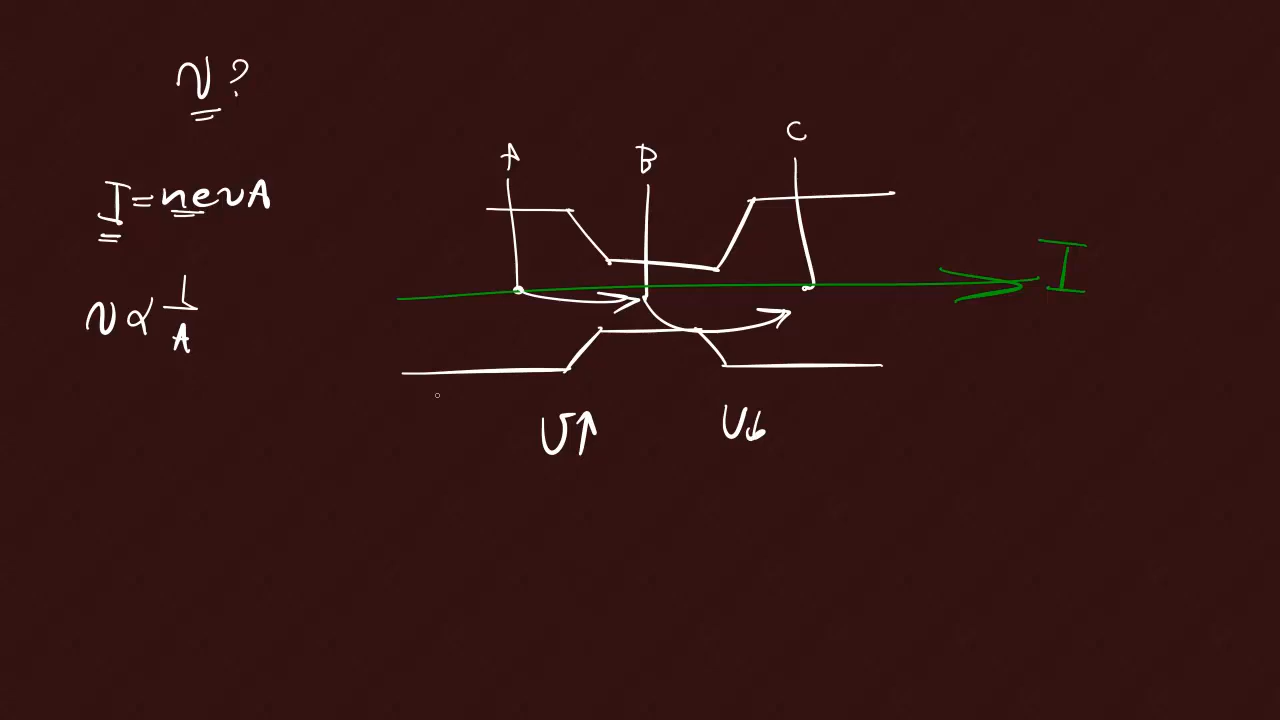 v?
I = nevA
v ∝ 1/A
A
B
C
I
v↑
v↓